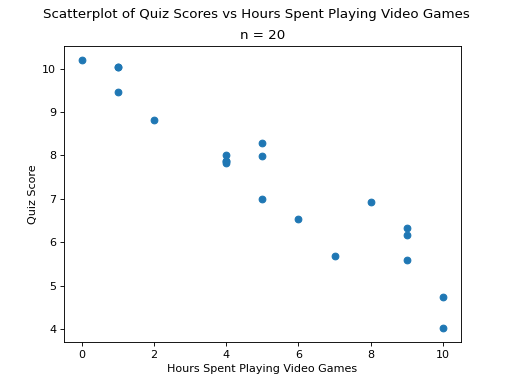 Scatterplot of Quiz Scores vs Hours Spent Playing Video Games
n = 20
10
9
8
7
6
5
4
Quiz Score
0 2 4 6 8 10
Hours Spent Playing Video Games